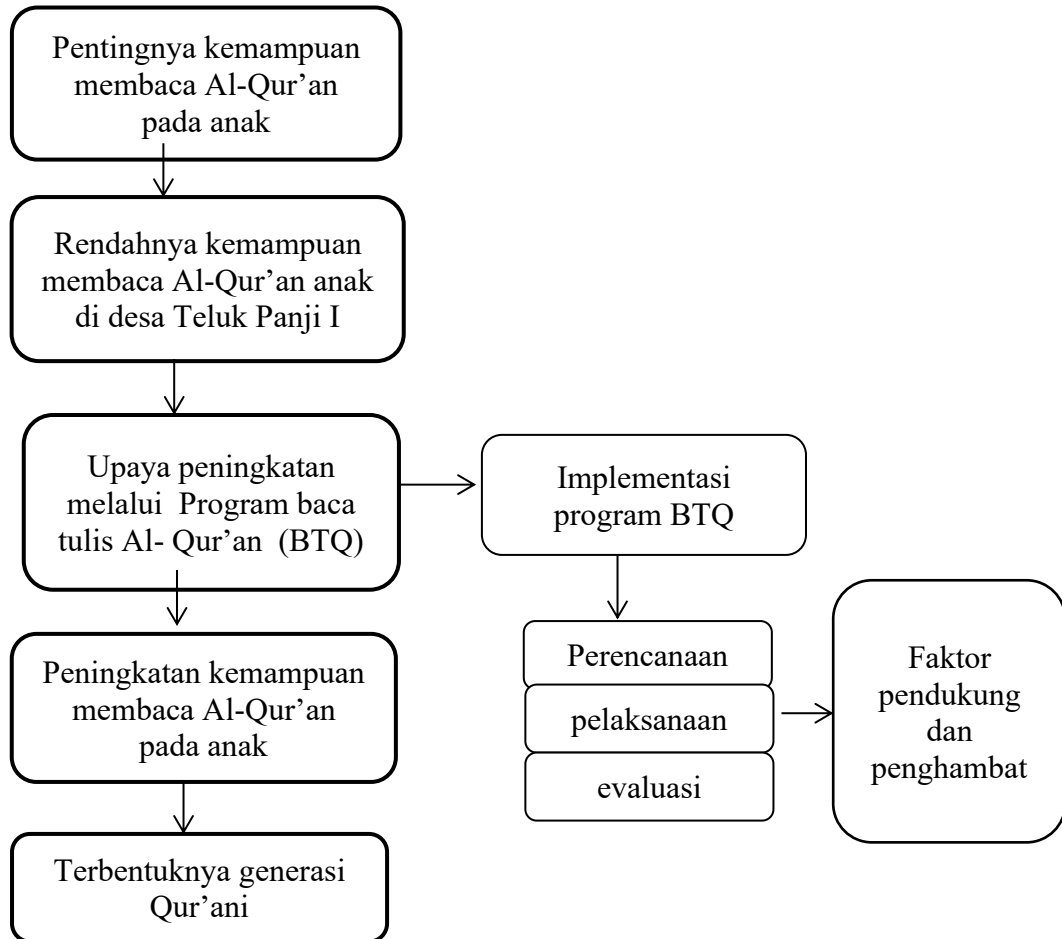 Pentingnya kemampuan
membaca Al-Qur’an
pada anak
Rendahnya kemampuan
membaca Al-Qur’an anak
di desa Teluk Panji I
Upaya peningkatan
melalui  Program baca
tulis Al- Qur’an  (BTQ)
Implementasi
program BTQ
Perencanaan
pelaksanaan
evaluasi
Faktor
pendukung
dan
penghambat
Peningkatan kemampuan
membaca Al-Qur’an
pada anak
Terbentuknya generasi
Qur’ani